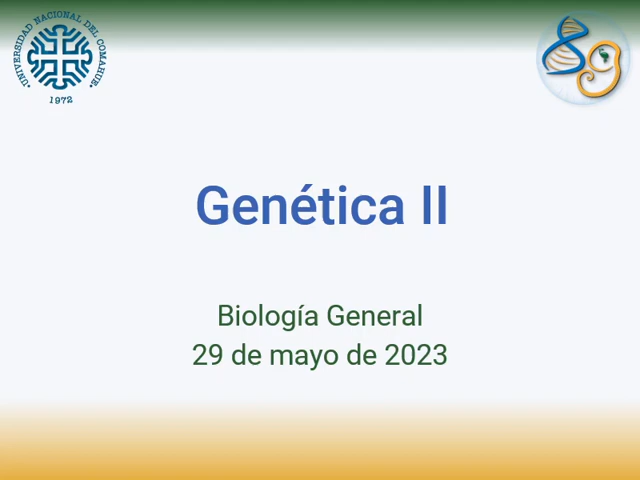 UNIVERSIDAD NACIONAL DEL COMAHUE
1972
Genética II
Biología General
29 de mayo de 2023